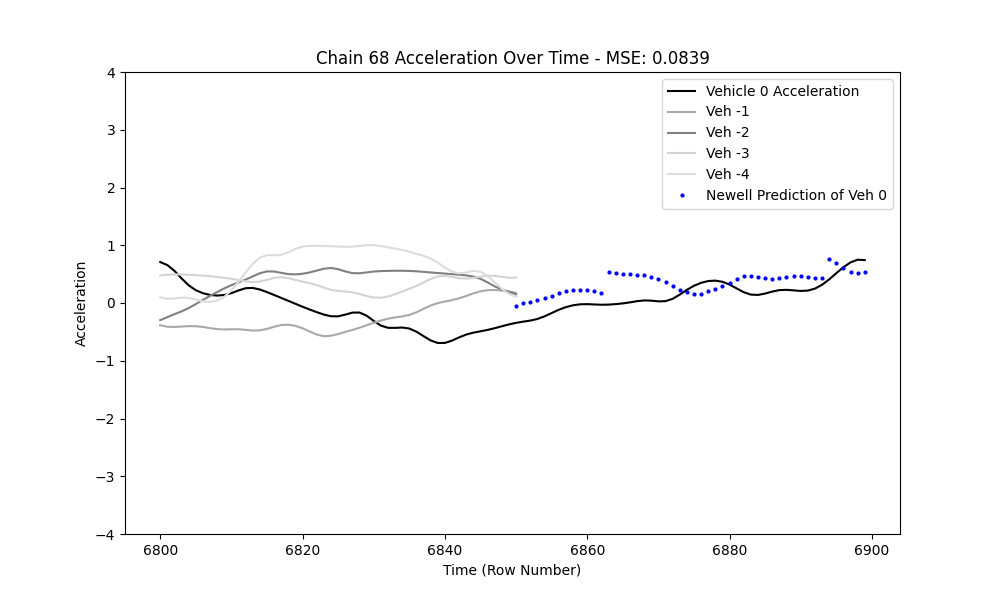 Chain 68 Acceleration Over Time - MSE: 0.0839
Acceleration
4
3
2
1
0
−1
−2
−3
−4
Vehicle 0 Acceleration
Veh -1
Veh -2
Veh -3
Veh -4
Newell Prediction of Veh 0
6800 6820 6840 6860 6880 6900
Time (Row Number)